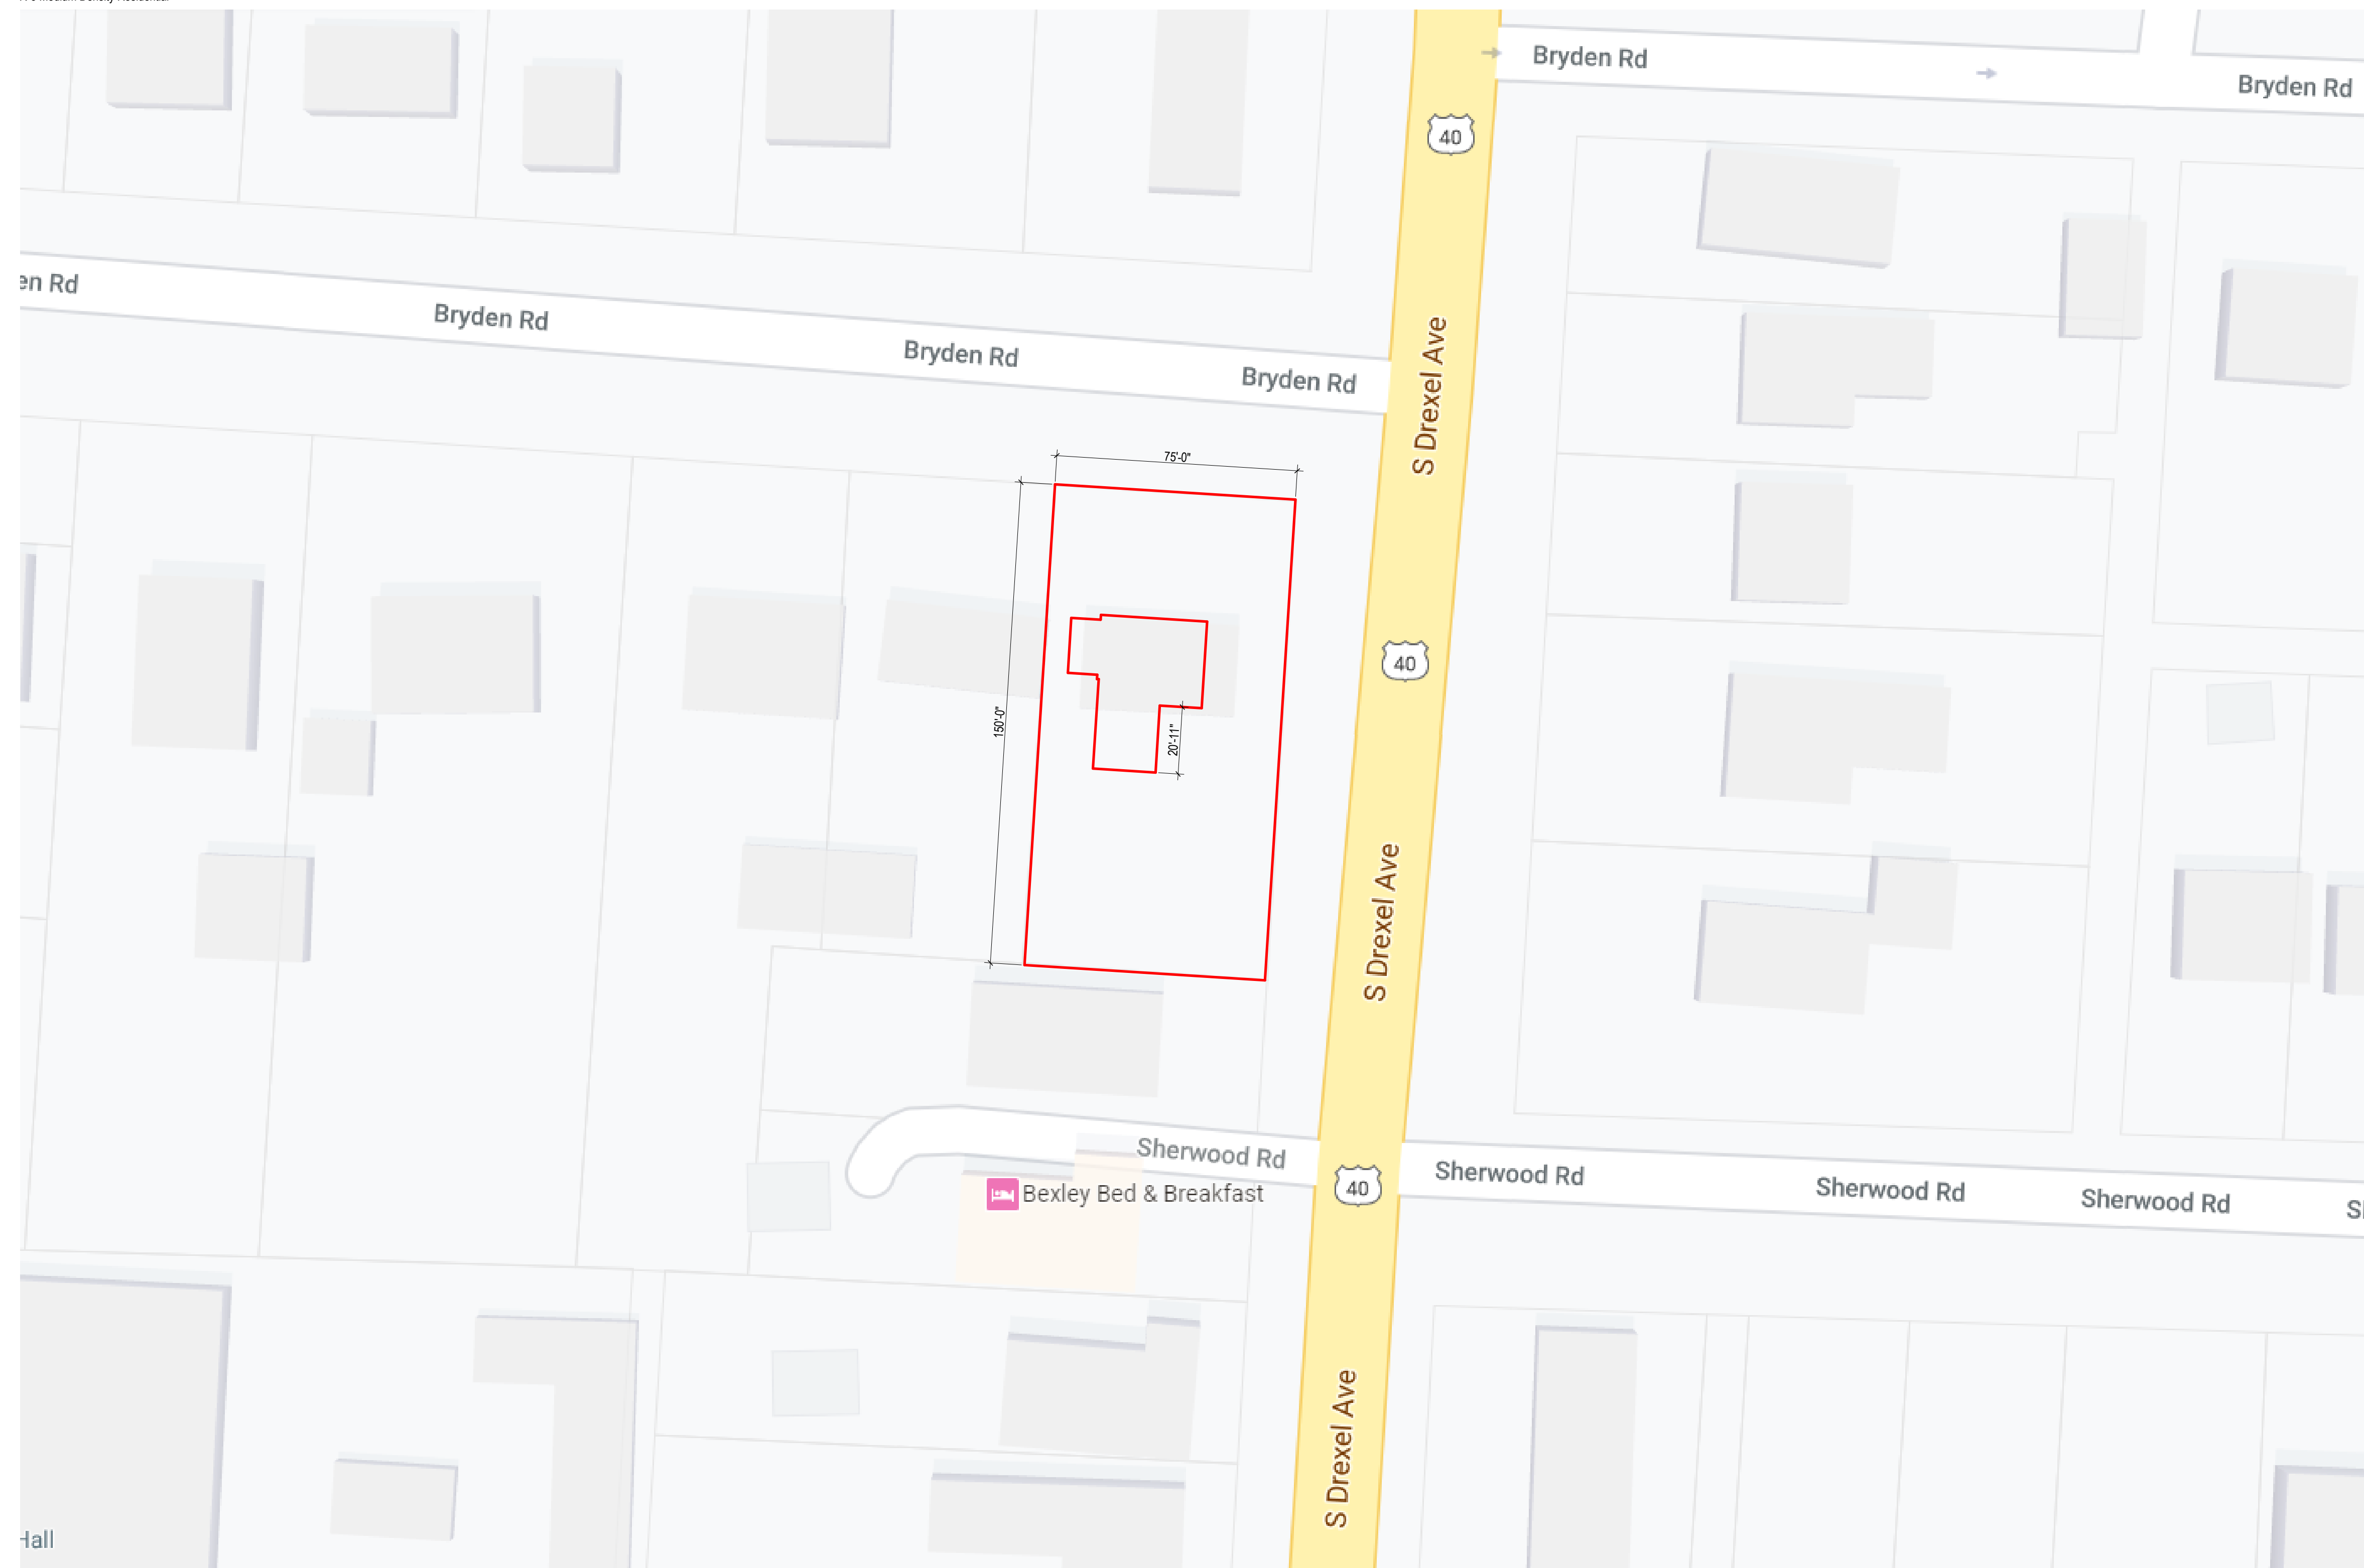 Bryden Rd
Bryden Rd
40
en Rd
Bryden Rd
Bryden Rd
Bryden Rd
S Drexel Ave
75'-0"
150'-0"
20'-11"
40
S Drexel Ave
Sherwood Rd
Sherwood Rd
Sherwood Rd
Sherwood Rd
40
Bexley Bed & Breakfast
S Drexel Ave
Hall